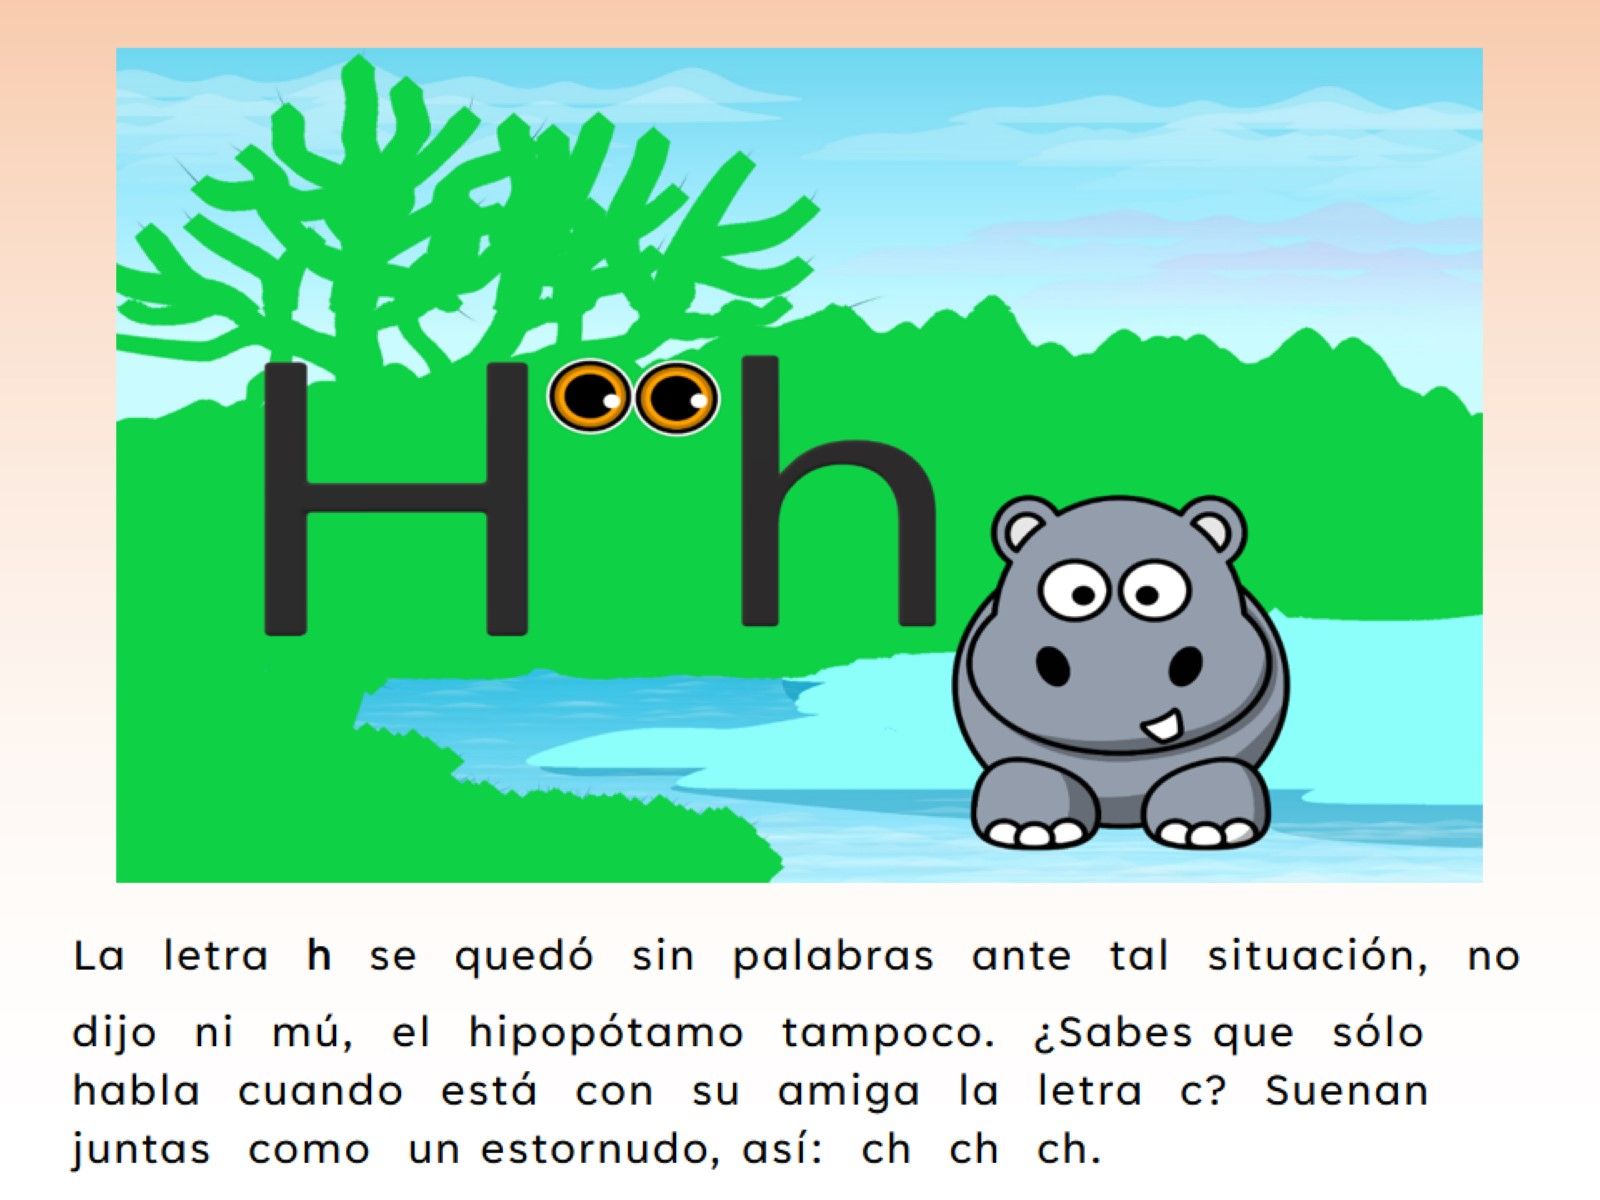 H h
La letra h se quedó sin palabras ante tal situación, no
dijo ni mú, el hipopótamo tampoco. ¿Sabes que sólo
habla cuando está con su amiga la letra c? Suenan
juntas como un estornudo, así: ch ch ch.